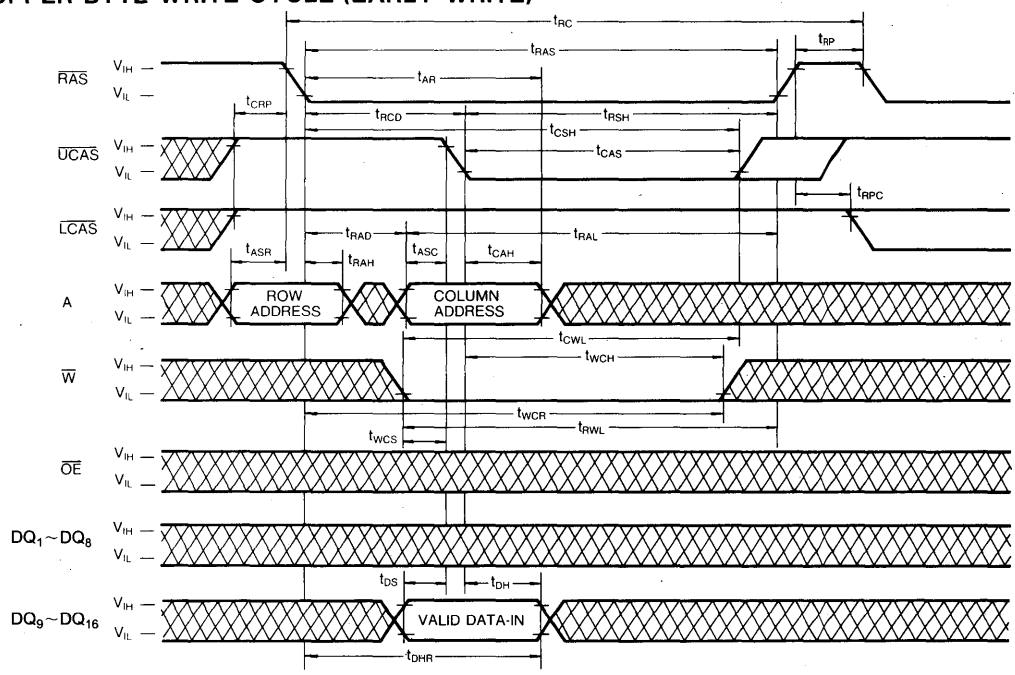 UPPER BYTE WRITE CYCLE (EARLY WRITE)
tRC
tRAS
tRP
tAR
RAS
VIH
VIL
tCRP
tRCD
tRSH
tCSH
UCAS
VIH
VIL
tCAS
tRPC
LCAS
VIH
VIL
tRAD
tRAL
tASR
tRAH
tASC
tCAH
A
VIH
VIL
ROW ADDRESS
COLUMN ADDRESS
tCWL
tWCH
W
VIH
VIL
tWCR
tRWL
tWCS
OE
VIH
VIL
DQ1~DQ8
VIH
VIL
tDS
tDH
DQ9~DQ16
VIH
VIL
VALID DATA-IN
tDHR